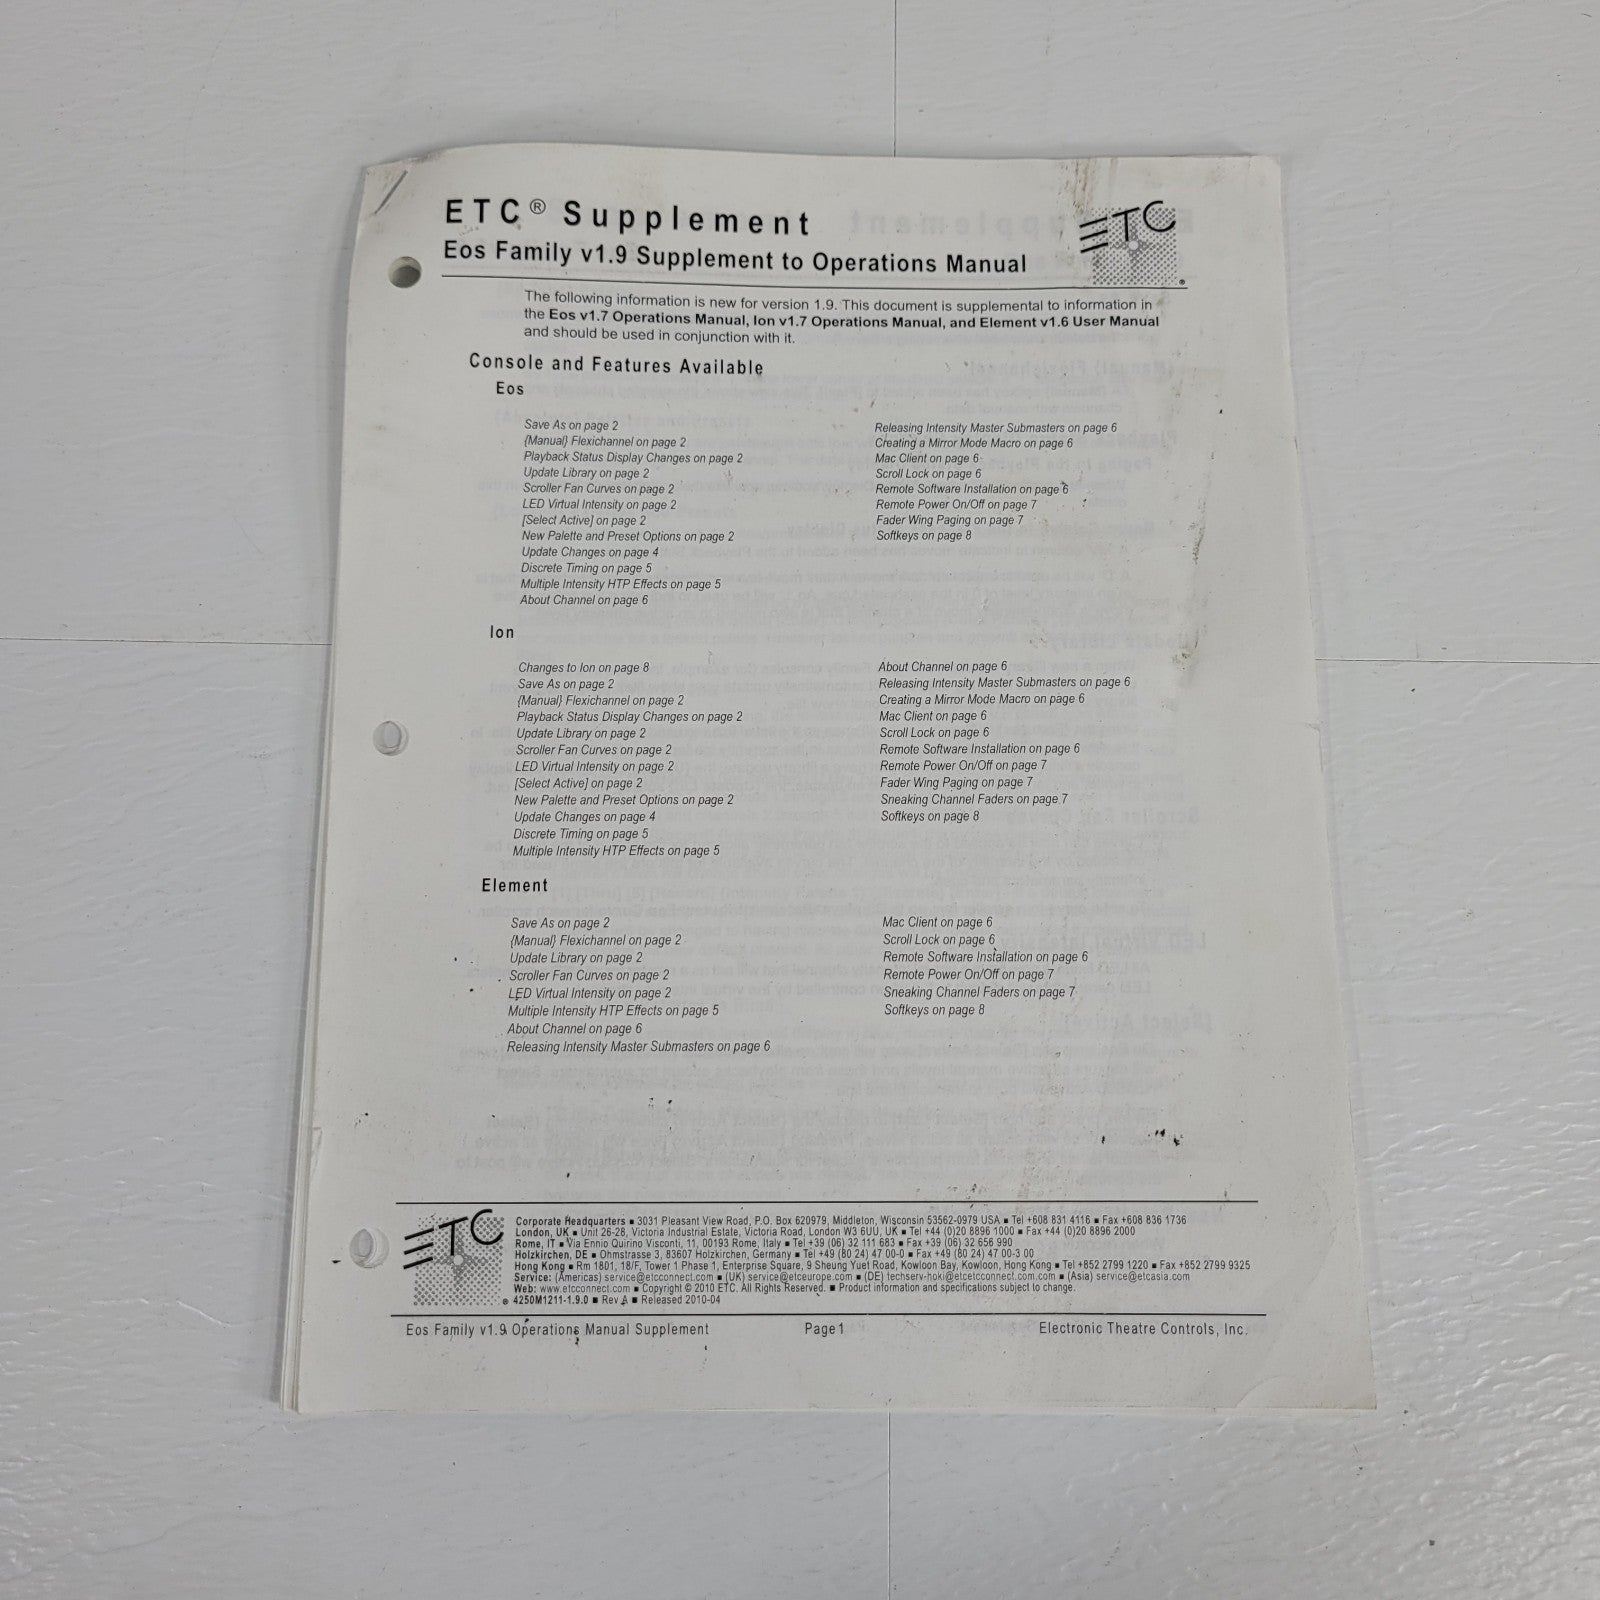 ETC® Supplement
Eos Family v1.9 Supplement to Operations Manual
ETC
®
The following information is new for version 1.9. This document is supplemental to information in
the Eos v1.7 Operations Manual, Ion v1.7 Operations Manual, and Element v1.6 User Manual
and should be used in conjunction with it.
Console and Features Available
Eos
Save As on page 2
{Manual} Flexichannel on page 2
Playback Status Display Changes on page 2
Update Library on page 2
Scroller Fan Curves on page 2
LED Virtual Intensity on page 2
[Select Active] on page 2
New Palette and Preset Options on page 2
Update Changes on page 4
Discrete Timing on page 5
Multiple Intensity HTP Effects on page 5
About Channel on page 6
Releasing Intensity Master Submasters on page 6
Creating a Mirror Mode Macro on page 6
Mac Client on page 6
Scroll Lock on page 6
Remote Software Installation on page 6
Remote Power On/Off on page 7
Fader Wing Paging on page 7
Softkeys on page 8
Ion
Changes to Ion on page 8
Save As on page 2
{Manual} Flexichannel on page 2
Playback Status Display Changes on page 2
Update Library on page 2
Scroller Fan Curves on page 2
LED Virtual Intensity on page 2
[Select Active] on page 2
New Palette and Preset Options on page 2
Update Changes on page 4
Discrete Timing on page 5
Multiple Intensity HTP Effects on page 5
About Channel on page 6
Releasing Intensity Master Submasters on page 6
Creating a Mirror Mode Macro on page 6
Mac Client on page 6
Scroll Lock on page 6
Remote Software Installation on page 6
Remote Power On/Off on page 7
Fader Wing Paging on page 7
Sneaking Channel Faders on page 7
Softkeys on page 8
Element
Save As on page 2
{Manual} Flexichannel on page 2
Update Library on page 2
Scroller Fan Curves on page 2
LED Virtual Intensity on page 2
Multiple Intensity HTP Effects on page 5
About Channel on page 6
Releasing Intensity Master Submasters on page 6
Mac Client on page 6
Scroll Lock on page 6
Remote Software Installation on page 6
Remote Power On/Off on page 7
Sneaking Channel Faders on page 7
Softkeys on page 8
ETC
®
Corporate Headquarters ■ 3031 Pleasant View Road, P.O. Box 620979, Middleton, Wisconsin 53562-0979 USA ■ Tel +608 831 4116 ■ Fax +608 836 1736
London, UK ■ Unit 26-28, Victoria Industrial Estate, Victoria Road, London W3 6UU, UK ■ Tel +44 (0)20 8896 1000 ■ Fax +44 (0)20 8896 2000
Rome, IT ■ Via Ennio Quirino Visconti, 11, 00193 Rome, Italy ■ Tel +39 (06) 32 111 683 ■ Fax +39 (06) 32 656 990
Holzkirchen, DE ■ Ohmstrasse 3, 83607 Holzkirchen, Germany ■ Tel +49 (80 24) 47 00-0 ■ Fax +49 (80 24) 47 00-3 00
Hong Kong ■ Rm 1801, 18/F, Tower 1 Phase 1, Enterprise Square, 9 Sheung Yuet Road, Kowloon Bay, Kowloon, Hong Kong ■ Tel +852 2799 1220 ■ Fax +852 2799 9325
Service: (Americas) service@etcconnect.com ■ (UK) service@etceurope.com ■ (DE) techserv-hoki@etcetcconnect.com.com ■ (Asia) service@etcasia.com
Web: www.etcconnect.com ■ Copyright © 2010 ETC. All Rights Reserved. ■ Product information and specifications subject to change.
4250M1211-1.9.0 ■ Rev A ■ Released 2010-04
Eos Family v1.9 Operations Manual Supplement
Page 1
Electronic Theatre Controls, Inc.